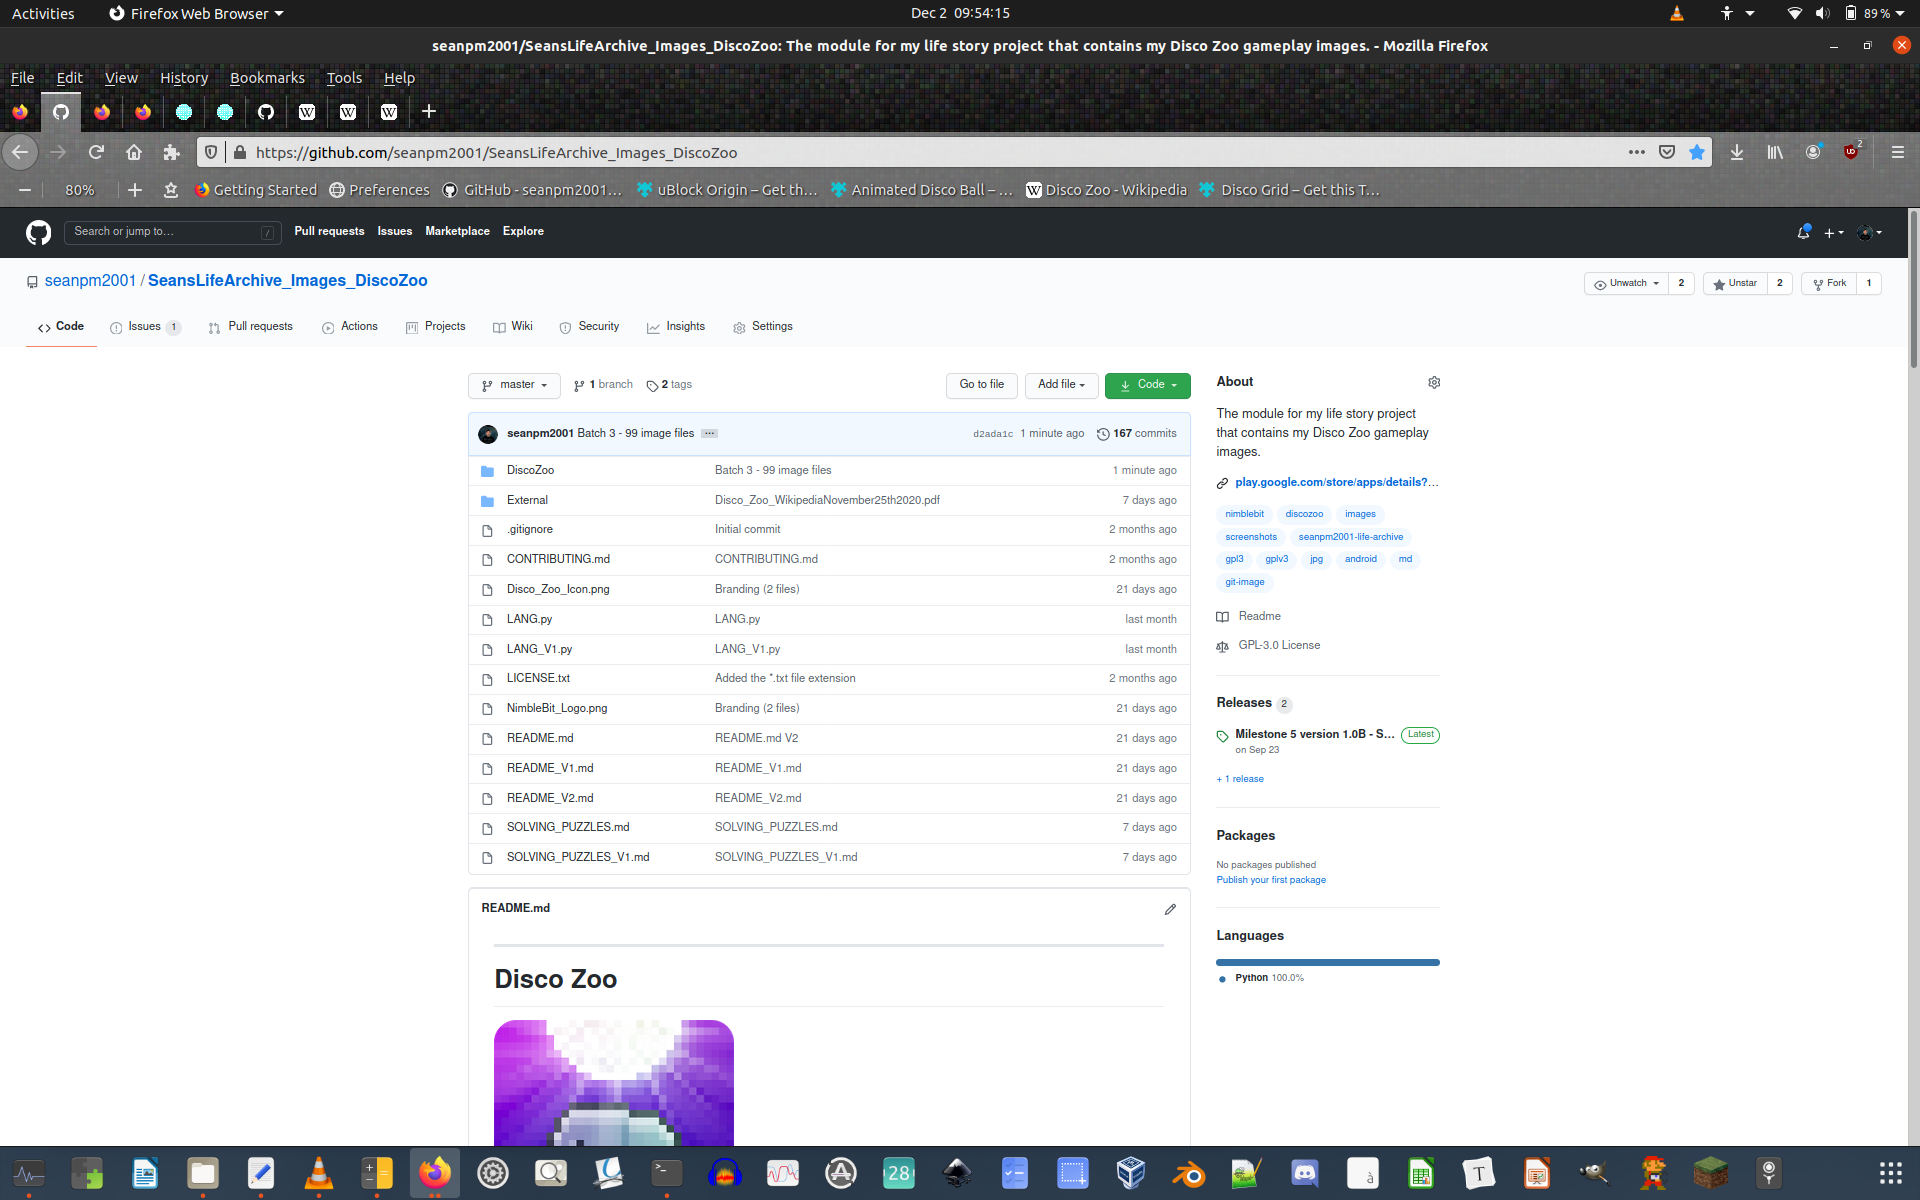 Activities Firefox Web Browser Dec 2 09:54:15 89 %
seanpm2001/SeansLifeArchive_Images_DiscoZoo: The module for my life story project that contains my Disco Zoo gameplay images. - Mozilla Firefox
File Edit View History Bookmarks Tools Help
https://github.com/seanpm2001/SeansLifeArchive_Images_DiscoZoo 2
80% Getting Started Preferences GitHub - seanpm2001… uBlock Origin – Get th… Animated Disco Ball – … Disco Zoo - Wikipedia Disco Grid – Get this T…
Search or jump to… / Pull requests Issues Marketplace Explore
seanpm2001 / SeansLifeArchive_Images_DiscoZoo Unwatch 2 Unstar 2 Fork 1
Code Issues 1 Pull requests Actions Projects Wiki Security Insights Settings
master 1 branch 2 tags Go to file Add file Code
seanpm2001 Batch 3 - 99 image files … d2ada1c 1 minute ago 167 commits
DiscoZoo Batch 3 - 99 image files 1 minute ago
External Disco_Zoo_WikipediaNovember25th2020.pdf 7 days ago
.gitignore Initial commit 2 months ago
CONTRIBUTING.md CONTRIBUTING.md 2 months ago
Disco_Zoo_Icon.png Branding (2 files) 21 days ago
LANG.py LANG.py last month
LANG_V1.py LANG_V1.py last month
LICENSE.txt Added the *.txt file extension 2 months ago
NimbleBit_Logo.png Branding (2 files) 21 days ago
README.md README.md V2 21 days ago
README_V1.md README_V1.md 21 days ago
README_V2.md README_V2.md 21 days ago
SOLVING_PUZZLES.md SOLVING_PUZZLES.md 7 days ago
SOLVING_PUZZLES_V1.md SOLVING_PUZZLES_V1.md 7 days ago
README.md
Disco Zoo
About
The module for my life story project
that contains my Disco Zoo gameplay
images.
play.google.com/store/apps/details?…
nimblebit discozoo images
screenshots seanpm2001-life-archive
gpl3 gplv3 jpg android md
git-image
Readme
GPL-3.0 License
Releases 2
Milestone 5 version 1.0B - S… Latest
on Sep 23
+ 1 release
Packages
No packages published
Publish your first package
Languages
Python 100.0%
28